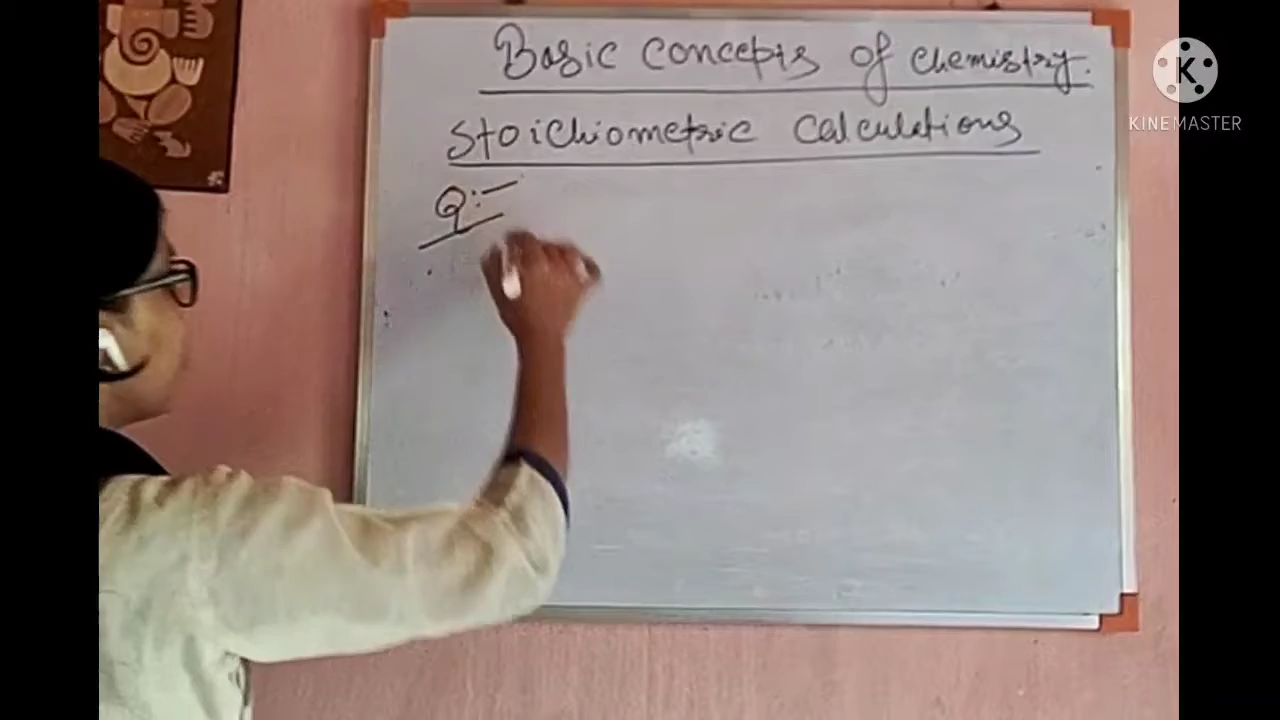 Basic concepts of chemistry.
Stoichiometric calculations
Q:-
K
KINEMASTER